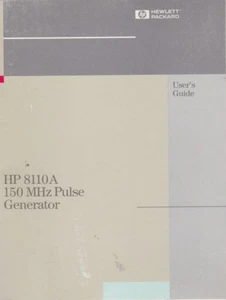 HEWLETT
PACKARD
User's
Guide
HP 8110A
150 MHz Pulse
Generator